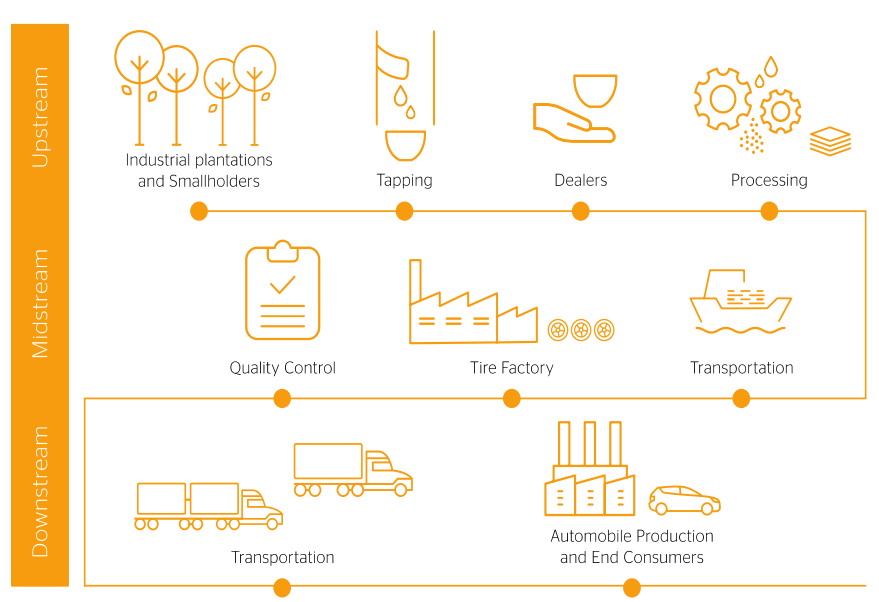 Upstream
Industrial plantations
and Smallholders
Tapping
Dealers
Processing
Midstream
Quality Control
Tire Factory
Transportation
Downstream
Transportation
Automobile Production
and End Consumers